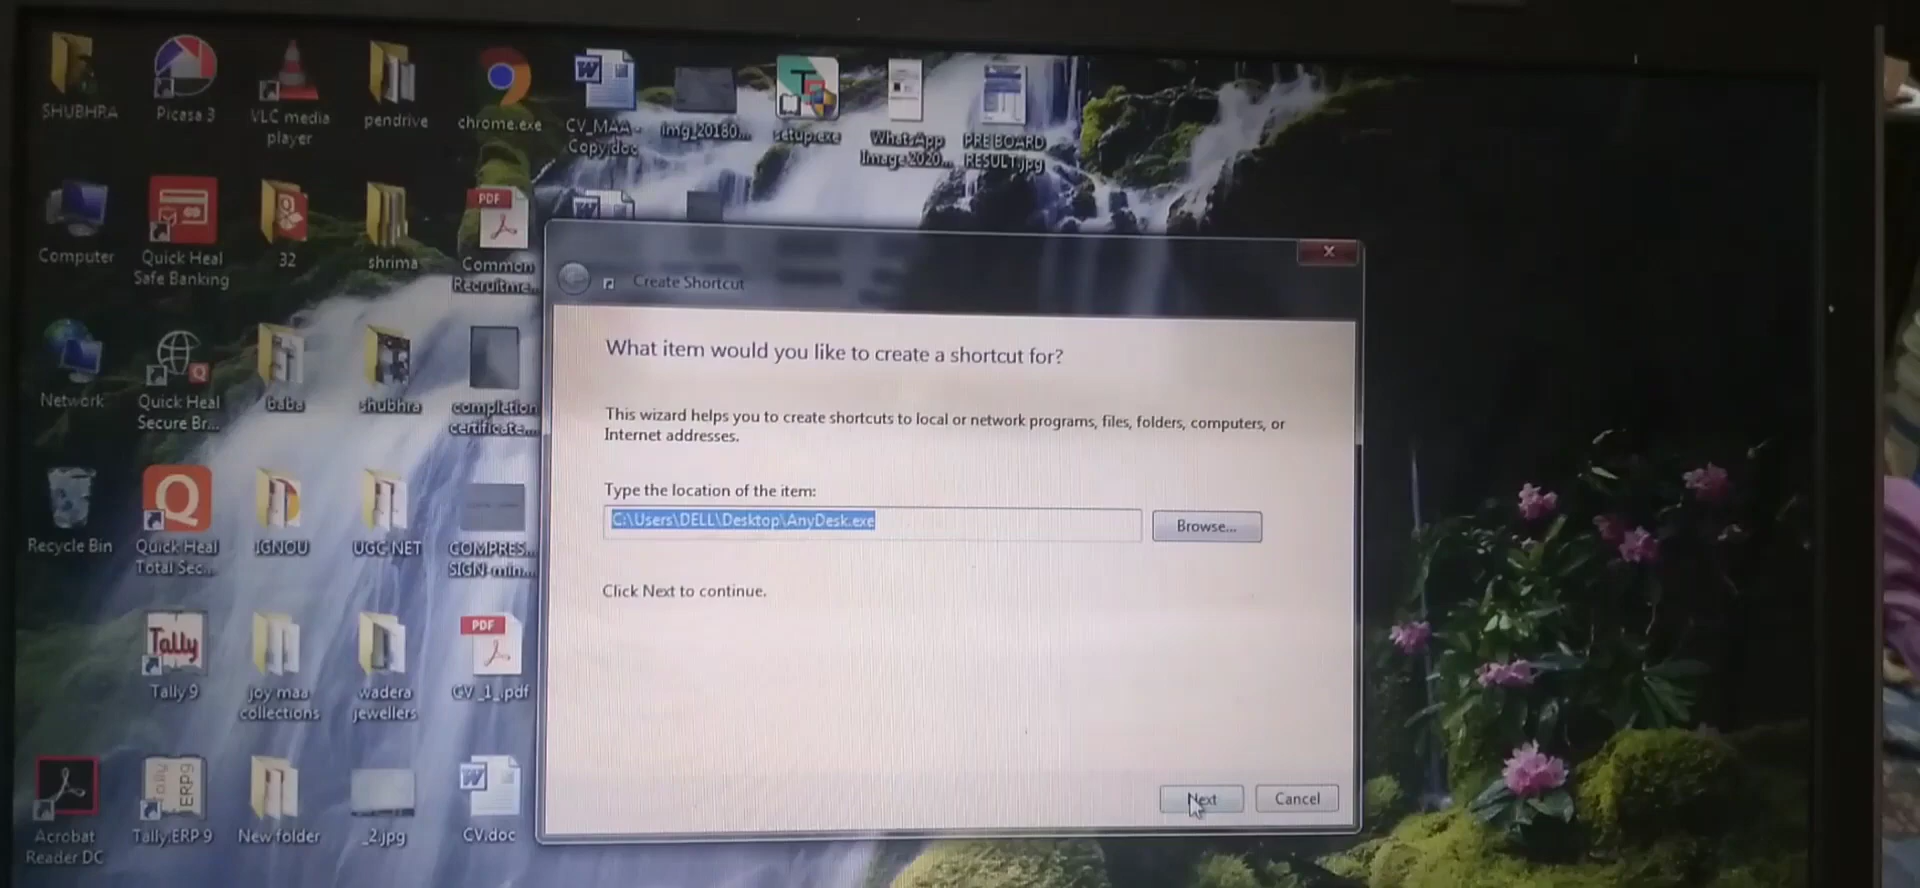 SHUBHRA
Picasa 3
VLC media
player
pendrive
chrome.exe
CV_MAA -
Copy.doc
img_20180...
setup.exe
WhatsApp
Image 2020...
PRE BOARD
RESULT.jpg
Computer
Quick Heal
Safe Banking
32
shrima
PDF
Common
Recruitme...
Create Shortcut
What item would you like to create a shortcut for?
This wizard helps you to create shortcuts to local or network programs, files, folders, computers, or
Internet addresses.
Type the location of the item:
C:\Users\DELL\Desktop\AnyDesk.exe
Browse...
Click Next to continue.
Next
Cancel
Network
Quick Heal
Secure Br...
baba
shubhra
completion
certificate...
Recycle Bin
Quick Heal
Total Sec...
IGNOU
UGC NET
COMPRES...
SIGN-min...
Tally
Tally 9
joy maa
collections
wadera
jewellers
PDF
CV_1_.pdf
Acrobat
Reader DC
Tally
ERP9
Tally.ERP 9
New folder
_2.jpg
CV.doc